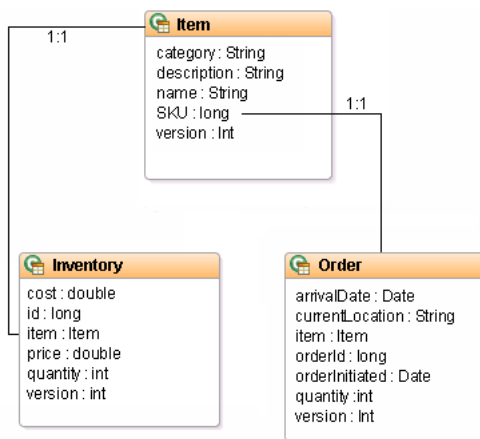 Item
1:1
category : String
description : String
name : String
SKU : long
version : Int
1:1
Inventory
cost : double
id : long
item : Item
price : double
quantity : int
version : int
Order
arrivalDate : Date
currentLocation : String
item : Item
orderId : long
orderInitiated : Date
quantity :int
version : Int